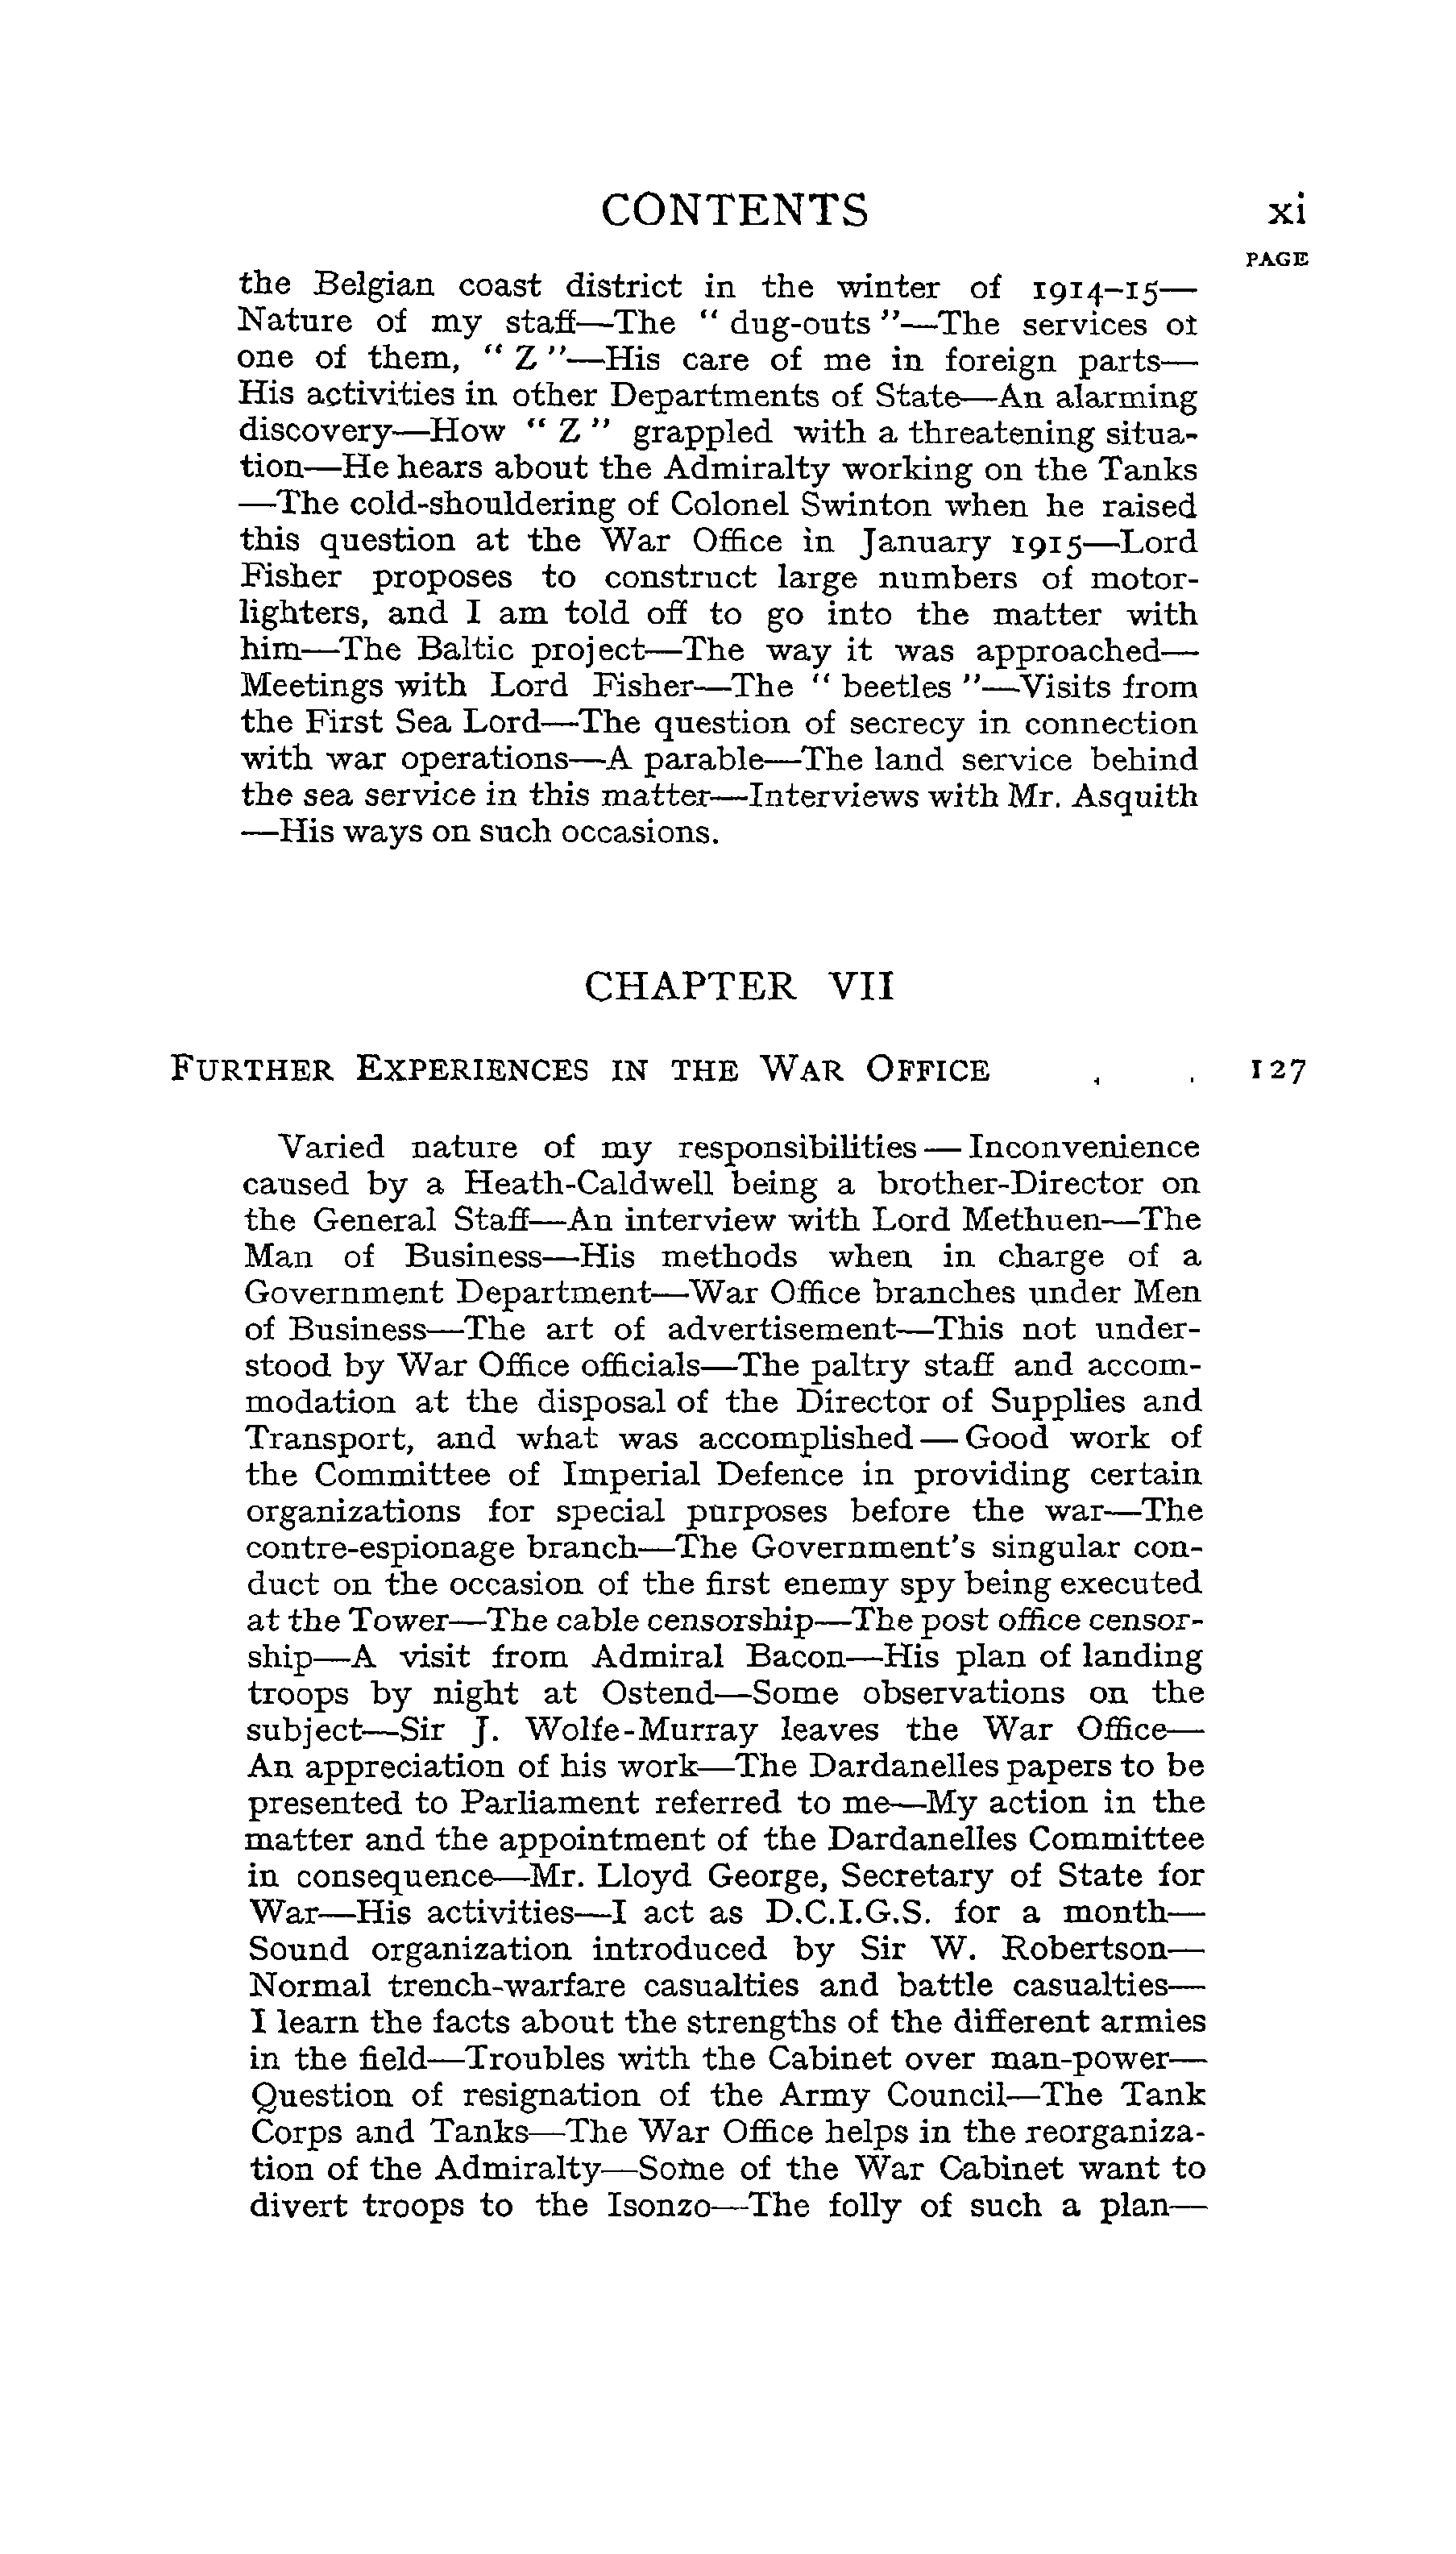 CONTENTS xi
PAGE
the Belgian coast district in the winter of 1914–15—
Nature of my staff—The “ dug-outs ”—The services of
one of them, “ Z ”—His care of me in foreign parts—
His activities in other Departments of State—An alarming
discovery—How “ Z ” grappled with a threatening situa-
tion—He hears about the Admiralty working on the Tanks
—The cold-shouldering of Colonel Swinton when he raised
this question at the War Office in January 1915—Lord
Fisher proposes to construct large numbers of motor-
lighters, and I am told off to go into the matter with
him—The Baltic project—The way it was approached—
Meetings with Lord Fisher—The “ beetles ”—Visits from
the First Sea Lord—The question of secrecy in connection
with war operations—A parable—The land service behind
the sea service in this matter—Interviews with Mr. Asquith
—His ways on such occasions.
CHAPTER VII
FURTHER EXPERIENCES IN THE WAR OFFICE . . 127
Varied nature of my responsibilities — Inconvenience
caused by a Heath-Caldwell being a brother-Director on
the General Staff—An interview with Lord Methuen—The
Man of Business—His methods when in charge of a
Government Department—War Office branches under Men
of Business—The art of advertisement—This not under-
stood by War Office officials—The paltry staff and accom-
modation at the disposal of the Director of Supplies and
Transport, and what was accomplished — Good work of
the Committee of Imperial Defence in providing certain
organizations for special purposes before the war—The
contre-espionage branch—The Government's singular con-
duct on the occasion of the first enemy spy being executed
at the Tower—The cable censorship—The post office censor-
ship—A visit from Admiral Bacon—His plan of landing
troops by night at Ostend—Some observations on the
subject—Sir J. Wolfe-Murray leaves the War Office—
An appreciation of his work—The Dardanelles papers to be
presented to Parliament referred to me—My action in the
matter and the appointment of the Dardanelles Committee
in consequence—Mr. Lloyd George, Secretary of State for
War—His activities—I act as D.C.I.G.S. for a month—
Sound organization introduced by Sir W. Robertson—
Normal trench-warfare casualties and battle casualties—
I learn the facts about the strengths of the different armies
in the field—Troubles with the Cabinet over man-power—
Question of resignation of the Army Council—The Tank
Corps and Tanks—The War Office helps in the reorganiza-
tion of the Admiralty—Some of the War Cabinet want to
divert troops to the Isonzo—The folly of such a plan—